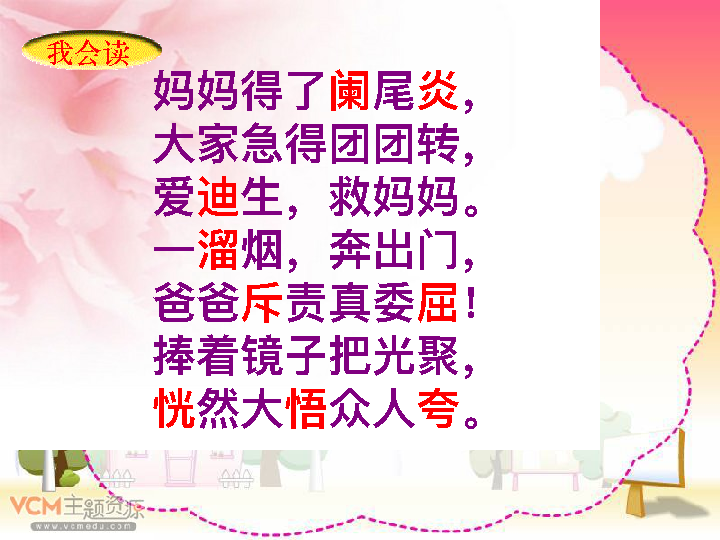 我会读
妈妈得了阑尾炎，
大家急得团团转，
爱迪生，救妈妈。
一溜烟，奔出门，
爸爸斥责真委屈！
捧着镜子把光聚，
恍然大悟众人夸。
VCM主题资源
www.vcmedu.com